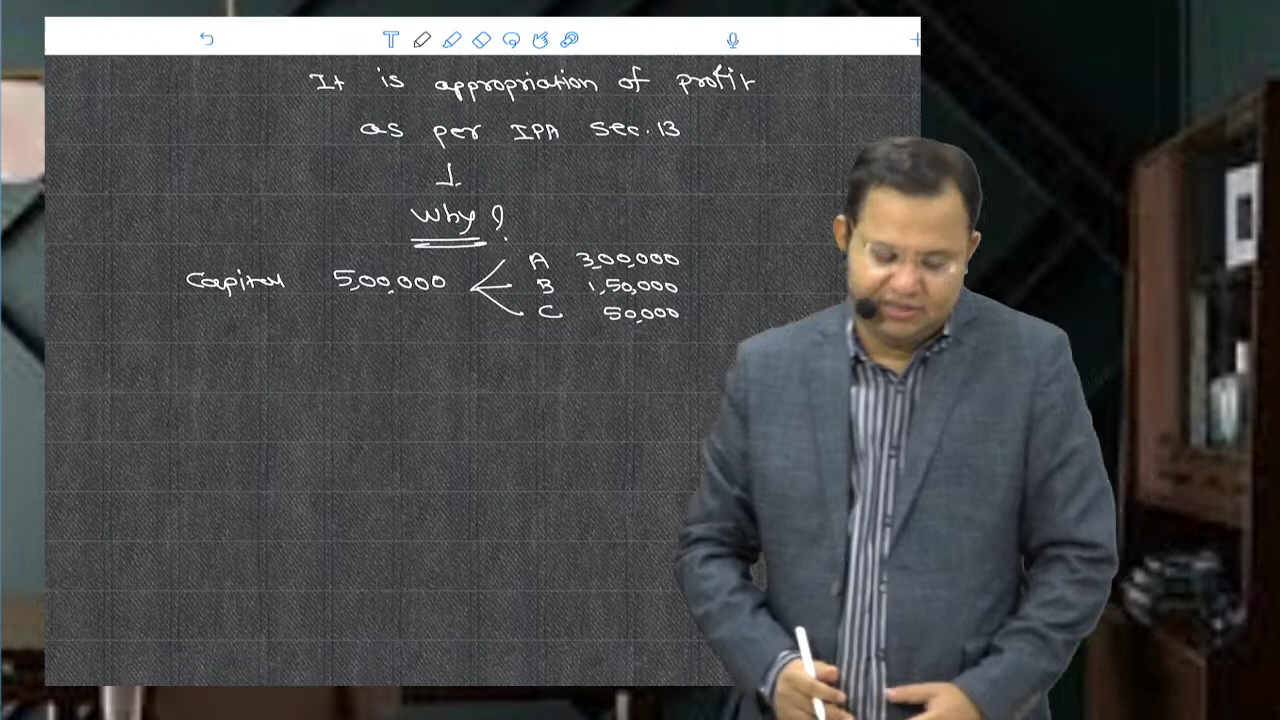 It is appropriation of profit
as per IPA Sec. 13
Why?
Capital 5,00,000
A 3,00,000
B 1,50,000
C 50,000